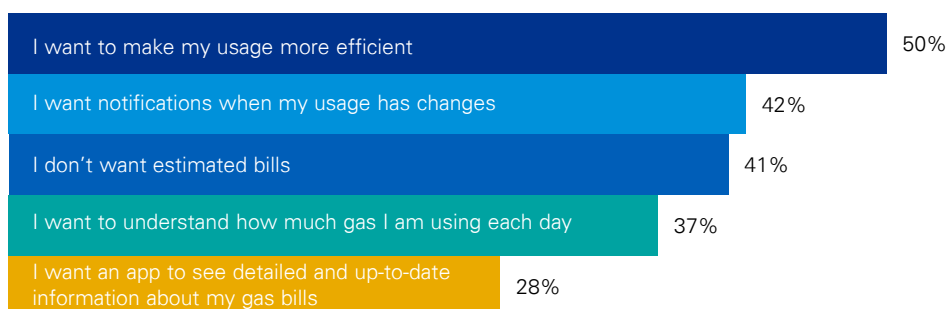 I want to make my usage more efficient
50%
I want notifications when my usage has changes
42%
I don’t want estimated bills
41%
I want to understand how much gas I am using each day
37%
I want an app to see detailed and up-to-date
information about my gas bills
28%